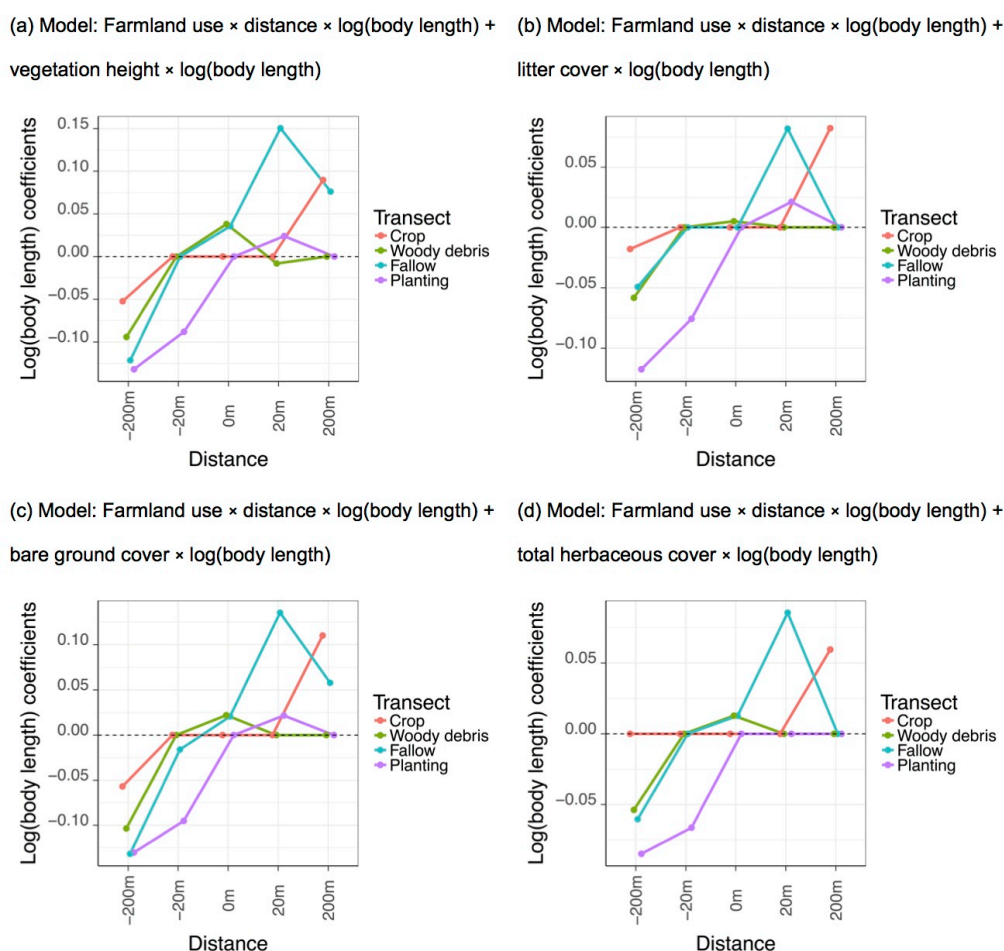 (a) Model: Farmland use × distance × log(body length) +
vegetation height × log(body length)
Log(body length) coefficients
0.15
0.10
0.05
0.00
−0.05
−0.10
−200m
−20m
0m
20m
200m
Distance
Transect
Crop
Woody debris
Fallow
Planting
(b) Model: Farmland use × distance × log(body length) +
litter cover × log(body length)
Log(body length) coefficients
0.05
0.00
−0.05
−0.10
−200m
−20m
0m
20m
200m
Distance
Transect
Crop
Woody debris
Fallow
Planting
(c) Model: Farmland use × distance × log(body length) +
bare ground cover × log(body length)
Log(body length) coefficients
0.10
0.05
0.00
−0.05
−0.10
−200m
−20m
0m
20m
200m
Distance
Transect
Crop
Woody debris
Fallow
Planting
(d) Model: Farmland use × distance × log(body length) +
total herbaceous cover × log(body length)
Log(body length) coefficients
0.05
0.00
−0.05
−200m
−20m
0m
20m
200m
Distance
Transect
Crop
Woody debris
Fallow
Planting